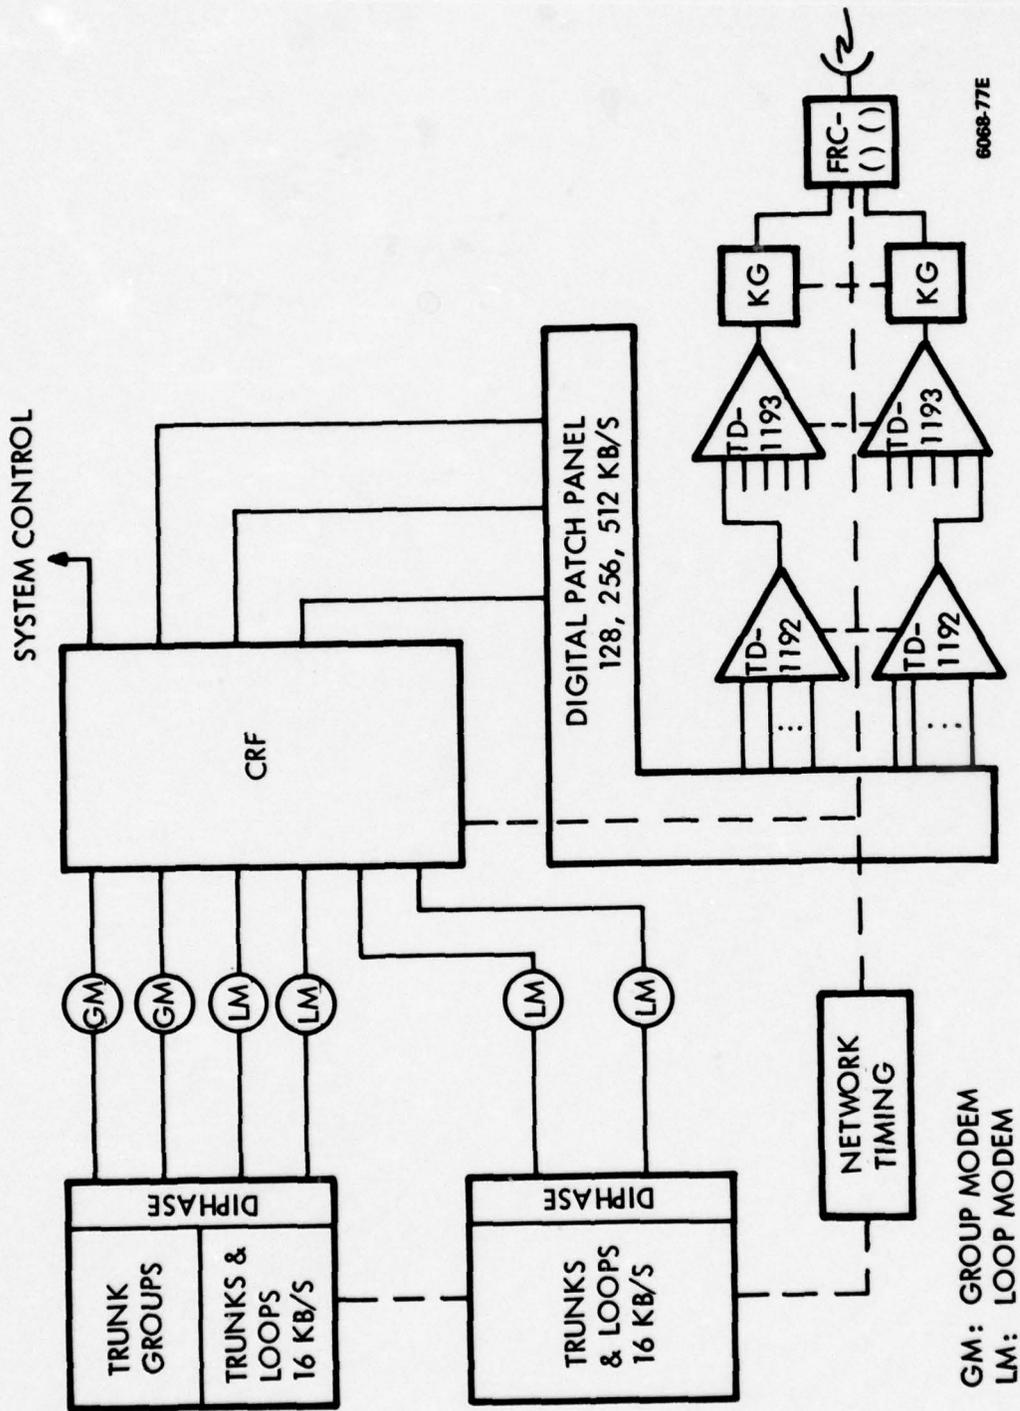 SYSTEM CONTROL
TRUNK
GROUPS
TRUNKS &
LOOPS
16 KB/S
DIPHASE
GM
GM
LM
LM
CRF
TRUNKS
& LOOPS
16 KB/S
DIPHASE
LM
LM
DIGITAL PATCH PANEL
128, 256, 512 KB/S
TD-
1192
TD-
1193
KG
TD-
1192
TD-
1193
KG
FRC-
( ) ( )
NETWORK
TIMING
GM: GROUP MODEM
LM: LOOP MODEM
6068-77E